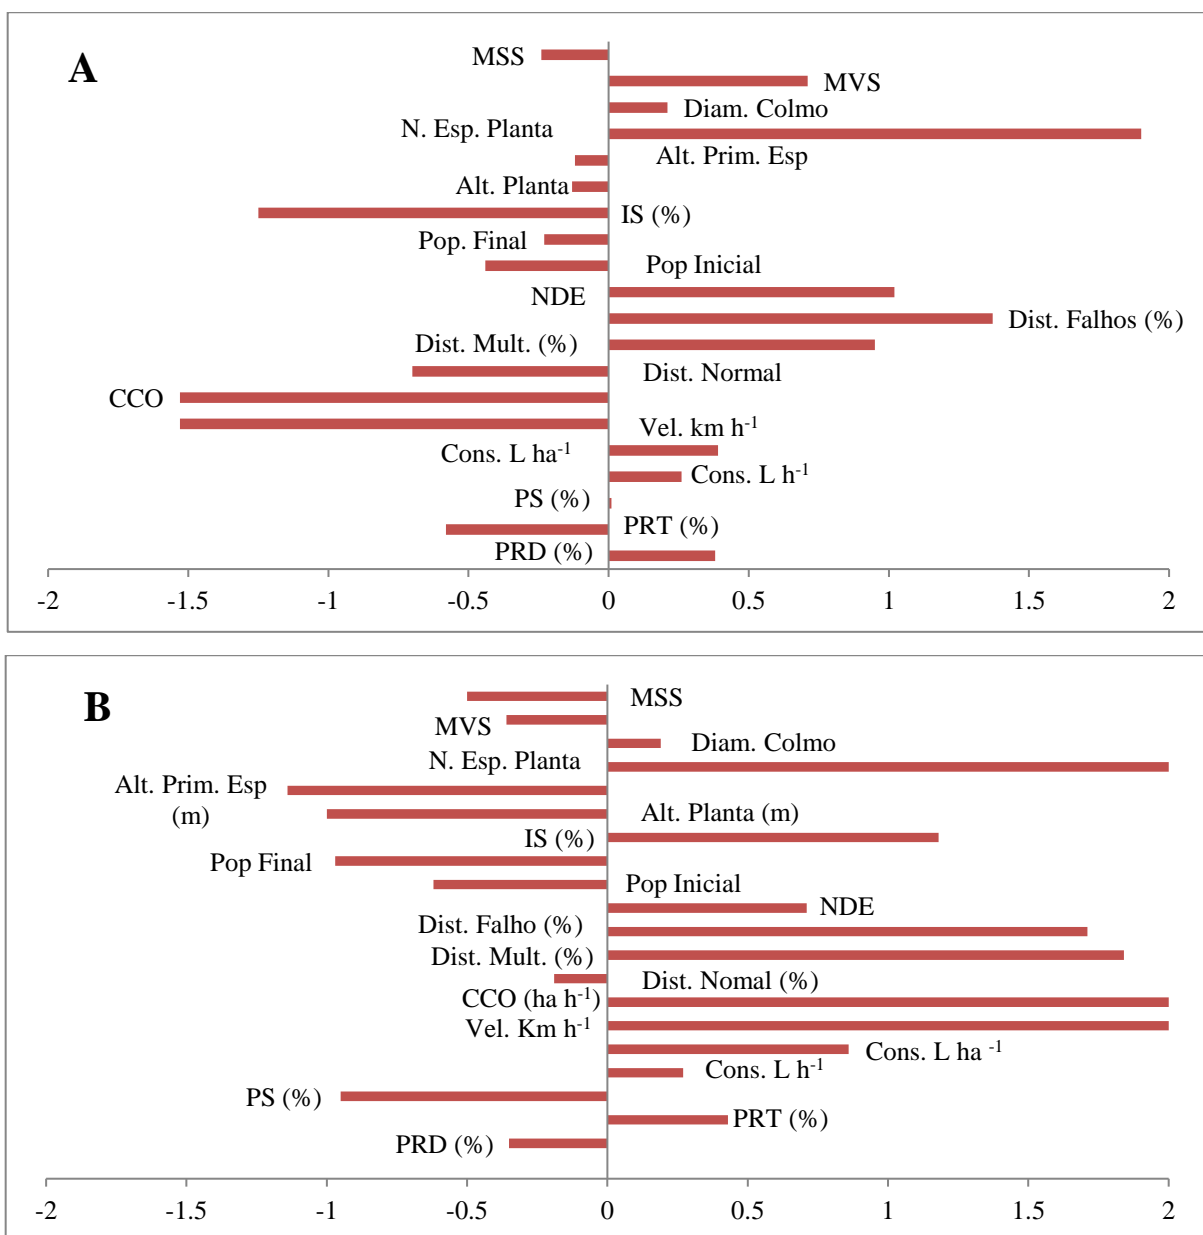 A
MSS
MVS
Diam. Colmo
N. Esp. Planta
Alt. Prim. Esp
Alt. Planta
IS (%)
Pop. Final
Pop Inicial
NDE
Dist. Falhos (%)
Dist. Mult. (%)
Dist. Normal
CCO
Vel. km h⁻¹
Cons. L ha⁻¹
Cons. L h⁻¹
PS (%)
PRT (%)
PRD (%)
-2 -1.5 -1 -0.5 0 0.5 1 1.5 2
B
MSS
MVS
Diam. Colmo
N. Esp. Planta
Alt. Prim. Esp
(m)
Alt. Planta (m)
IS (%)
Pop Final
Pop Inicial
NDE
Dist. Falho (%)
Dist. Mult. (%)
Dist. Nomal (%)
CCO (ha h⁻¹)
Vel. Km h⁻¹
Cons. L ha ⁻¹
Cons. L h⁻¹
PS (%)
PRT (%)
PRD (%)
-2 -1.5 -1 -0.5 0 0.5 1 1.5 2